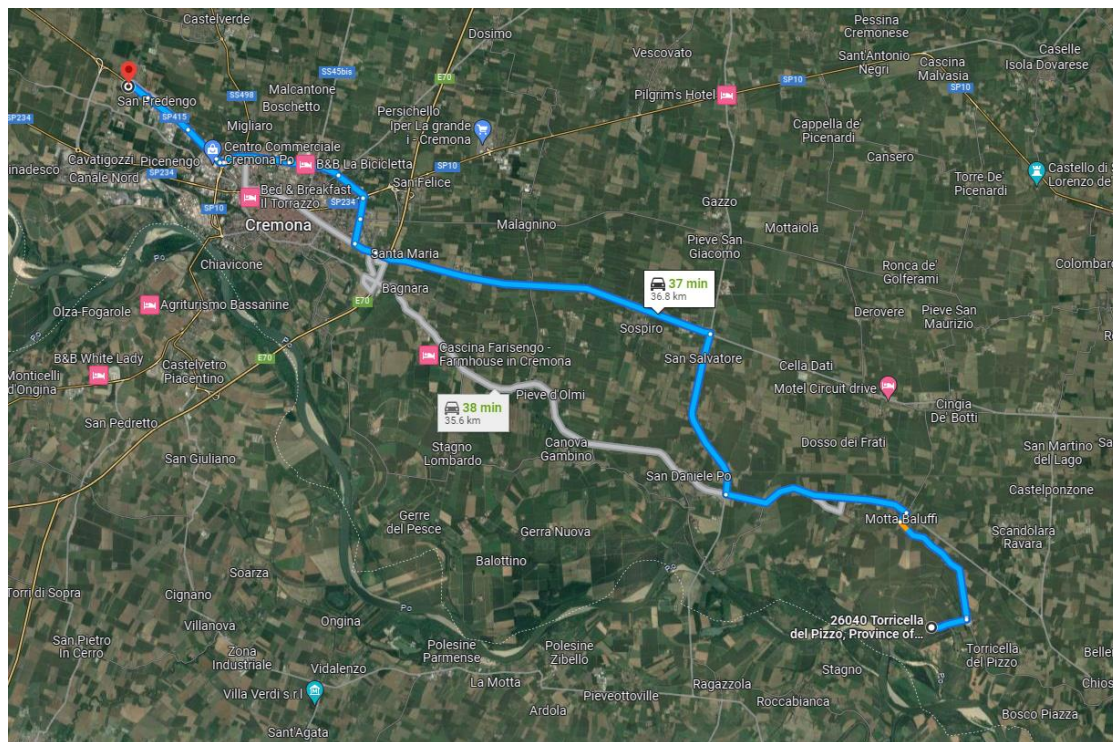 Castelverde
Dosimo
Pessina
Cremonese
Vescovato
Sant'Antonio
Negri
Caselle
Isola Dovarese
Cascina
Malvasia
SS45bis
E70
Malcantone
Boschetto
SS498
Pilgrim's Hotel
SP10
SP10
San Predengo
SP415
SP234
Persichello
Iper La grande
i - Cremona
Migliaro
Cappella de'
Picenardi
Centro Commerciale
Cremona Po
B&B La Bicicletta
SP10
Cansero
Cavatigozzi
Picenengo
inadesco
Canale Nord
SP234
Torre De'
Picenardi
Castello di S
Lorenzo de
Bed & Breakfast
Il Torrazzo
San Felice
SP234
SP10
Cremona
Gazzo
Malagnino
Mottaiola
Santa Maria
Pieve San
Giacomo
Po
Chiavicone
Ronca de'
Golferami
Colombaro
Bagnara
37 min
36.8 km
E70
Olza-Fogarole
Agriturismo Bassanine
Sospiro
Derovere
Pieve San
Maurizio
Po
B&B White Lady
E70
Cascina Farisengo -
Farmhouse in Cremona
San Salvatore
Cella Dati
Monticelli
d'Ongina
Castelvetro
Piacentino
Motel Circuit drive
Pieve d'Olmi
38 min
35.6 km
Cingia
De' Botti
San Pedretto
Stagno
Lombardo
Canova
Gambino
Dosso dei Frati
San Martino
del Lago
San Giuliano
San Daniele Po
Castelponzone
Gerre
del Pesce
Gerra Nuova
Motta Baluffi
Scandolara
Ravara
Balottino
Soarza
Po
Torri di Sopra
Cignano
Po
Villanova
Ongina
26040 Torricella
del Pizzo, Province of…
San Pietro
In Cerro
Zona
Industriale
Polesine
Parmense
Polesine
Zibello
Torricella
del Pizzo
Vidalenzo
Stagno
La Motta
Po
Villa Verdi s r l
Pieveottoville
Ragazzola
Roccabianca
Ardola
Bosco Piazza
Sant'Agata